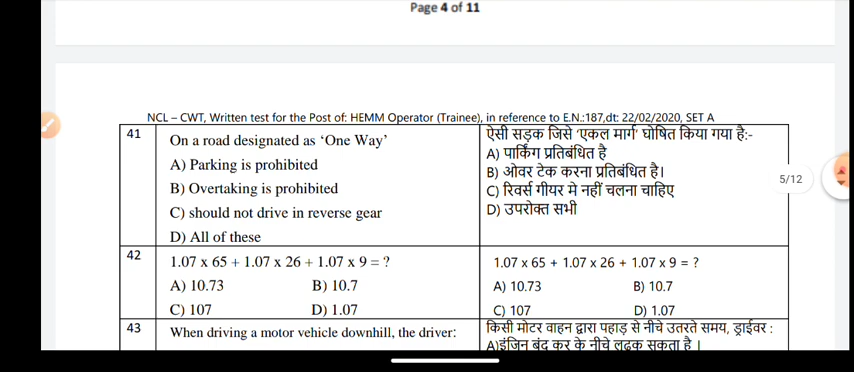 Page 4 of 11
NCL – CWT, Written test for the Post of: HEMM Operator (Trainee), in reference to E.N.:187,dt: 22/02/2020, SET A
41
On a road designated as ‘One Way’
A) Parking is prohibited
B) Overtaking is prohibited
C) should not drive in reverse gear
D) All of these
ऐसी सड़क जिसे ‘एकल मार्ग’ घोषित किया गया है:-
A) पार्किंग प्रतिबंधित है
B) ओवर टेक करना प्रतिबंधित है।
C) रिवर्स गीयर मे नहीं चलना चाहिए
D) उपरोक्त सभी
5/12
42
1.07 x 65 + 1.07 x 26 + 1.07 x 9 = ?
A) 10.73 B) 10.7
C) 107 D) 1.07
1.07 x 65 + 1.07 x 26 + 1.07 x 9 = ?
A) 10.73 B) 10.7
C) 107 D) 1.07
43
When driving a motor vehicle downhill, the driver:
किसी मोटर वाहन द्वारा पहाड़ से नीचे उतरते समय, ड्राईवर :
A)इंजिन बंद कर के नीचे लुढ़क सकता है ।